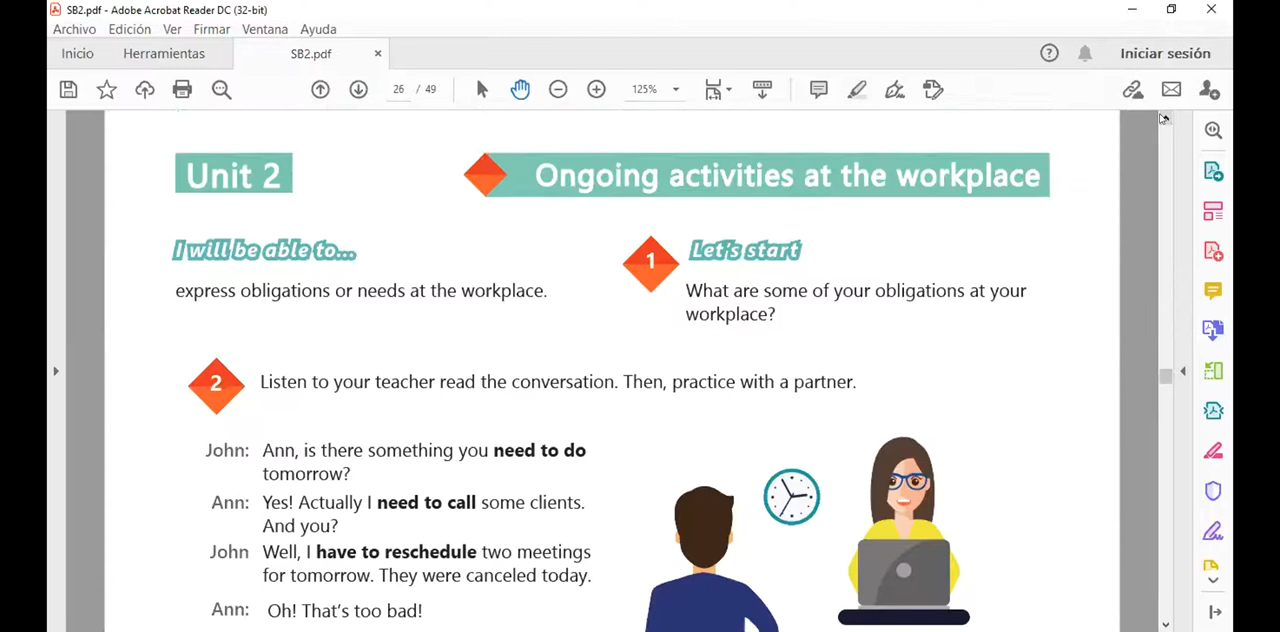 SB2.pdf - Adobe Acrobat Reader DC (32-bit)
Archivo Edición Ver Firmar Ventana Ayuda
Inicio Herramientas SB2.pdf × Iniciar sesión
26 / 49 125%
Unit 2 Ongoing activities at the workplace
I will be able to...
express obligations or needs at the workplace.
1 Let's start
What are some of your obligations at your
workplace?
2 Listen to your teacher read the conversation. Then, practice with a partner.
John: Ann, is there something you need to do
tomorrow?
Ann: Yes! Actually I need to call some clients.
And you?
John Well, I have to reschedule two meetings
for tomorrow. They were canceled today.
Ann: Oh! That's too bad!